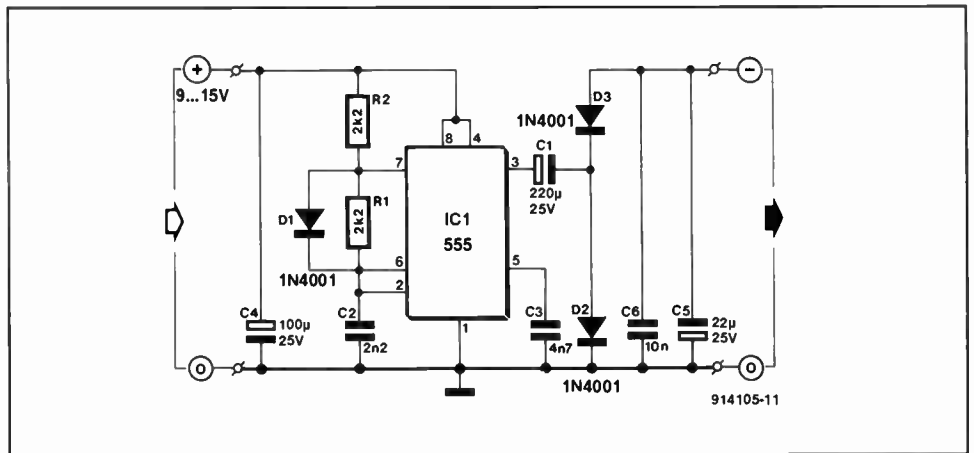 +
9...15V
R2
2k2
D3
1N4001
8
4
7
3
C1
220µ
25V
R1
2k2
D1
IC1
555
1N4001
6
5
2
C4
100µ
25V
C2
2n2
1
C3
4n7
D2
1N4001
C6
10n
C5
22µ
25V
−
0
0
914105-11